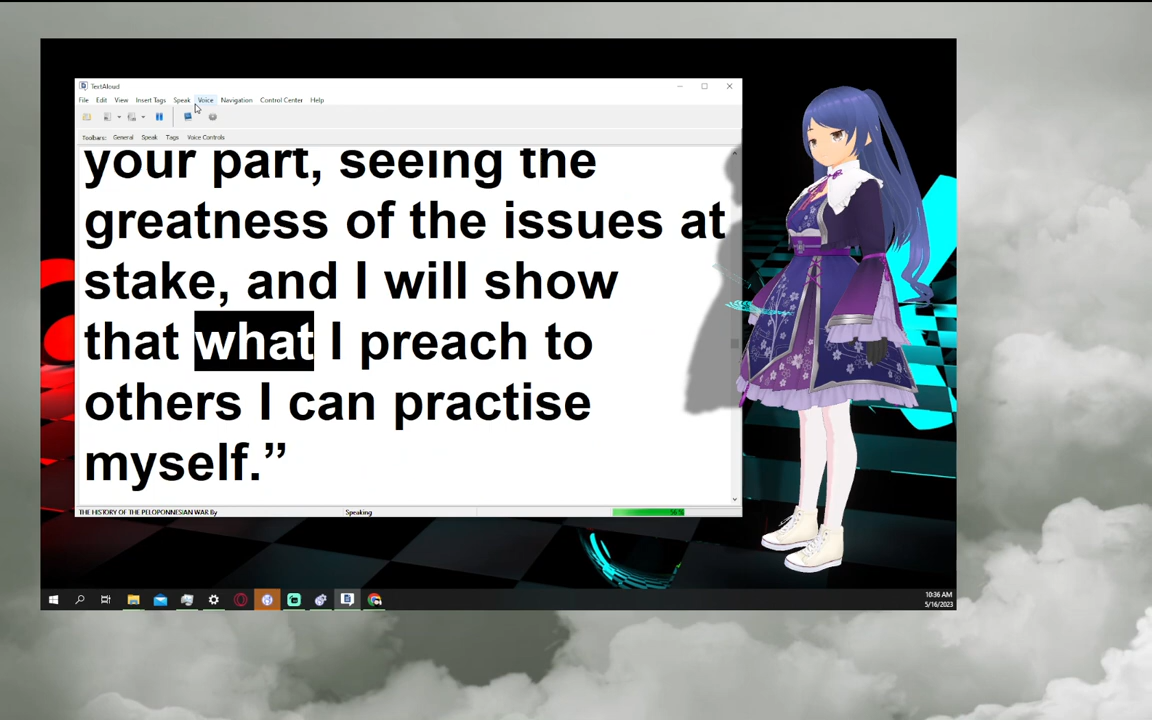 TextAloud
File Edit View Insert Tags Speak Voice Navigation Control Center Help
Toolbars: General Speak Tags Voice Controls
your part, seeing the
greatness of the issues at
stake, and I will show
that what I preach to
others I can practise
myself.”
THE HISTORY OF THE PELOPONNESIAN WAR By Speaking 56 %
10:36 AM
5/16/2023